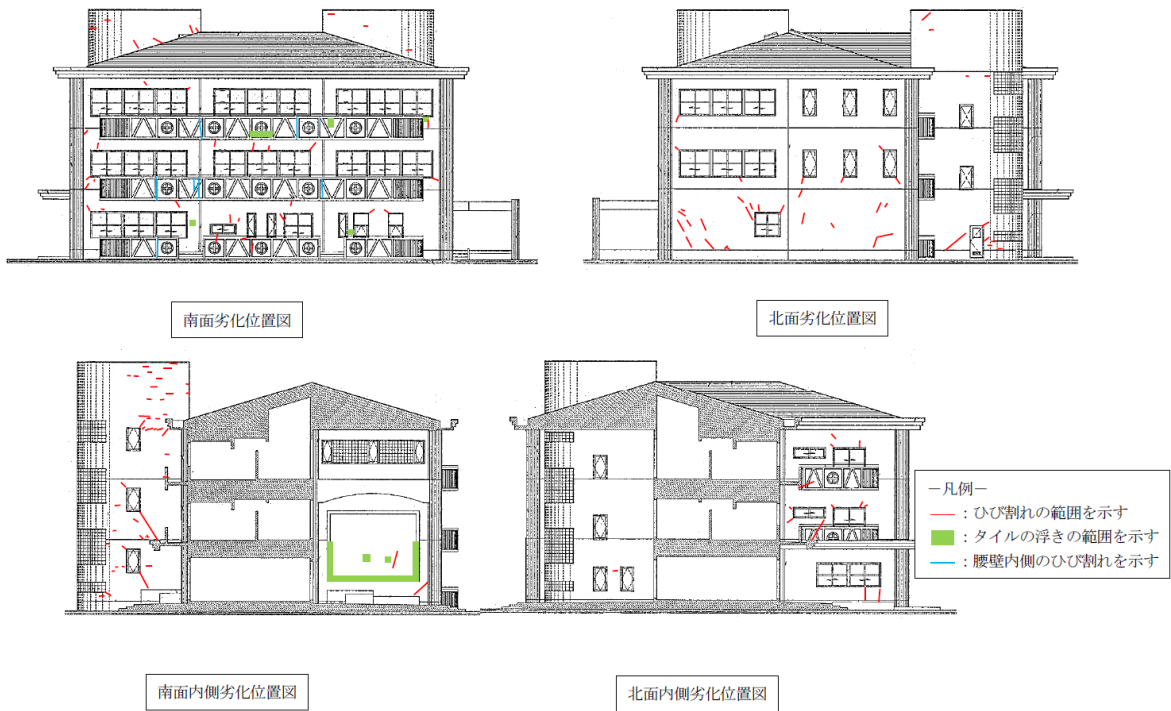 南面劣化位置図
北面劣化位置図
－凡例－
：ひび割れの範囲を示す
：タイルの浮きの範囲を示す
：腰壁内側のひび割れを示す
南面内側劣化位置図
北面内側劣化位置図